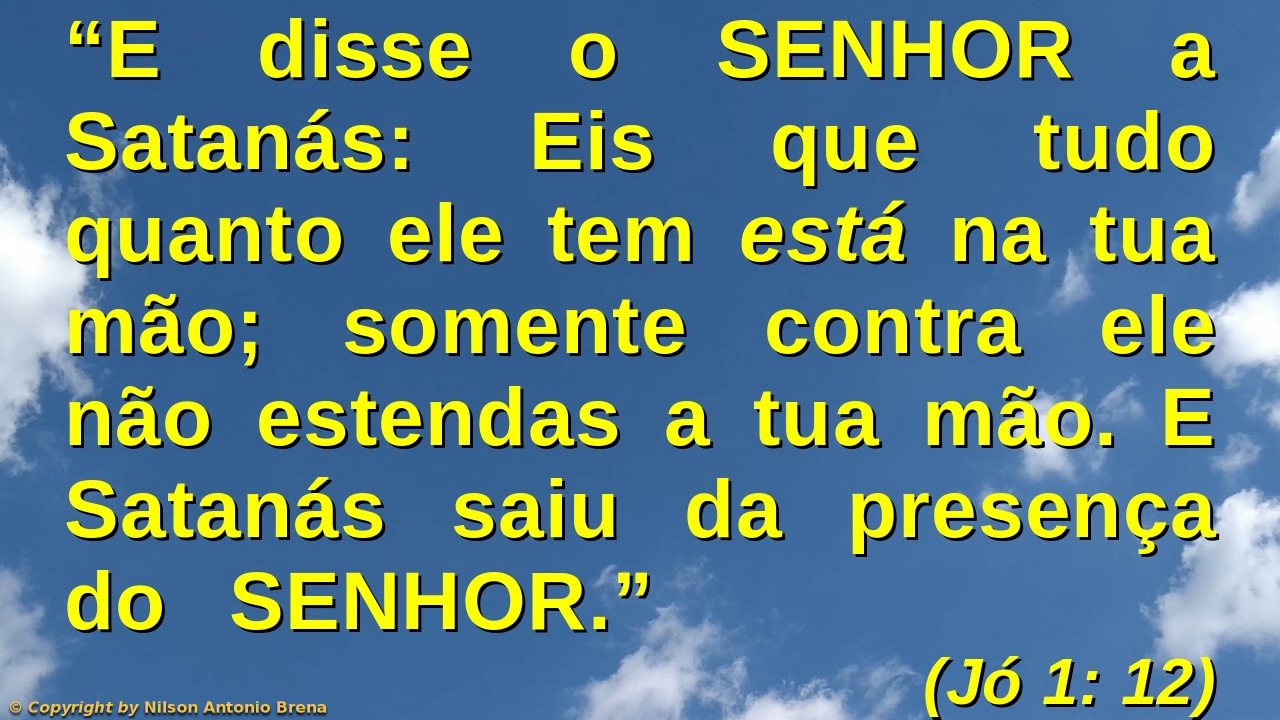 “E disse o SENHOR a
Satanás: Eis que tudo
quanto ele tem está na tua
mão; somente contra ele
não estendas a tua mão. E
Satanás saiu da presença
do SENHOR.”
(Jó 1: 12)
© Copyright by Nilson Antonio Brena